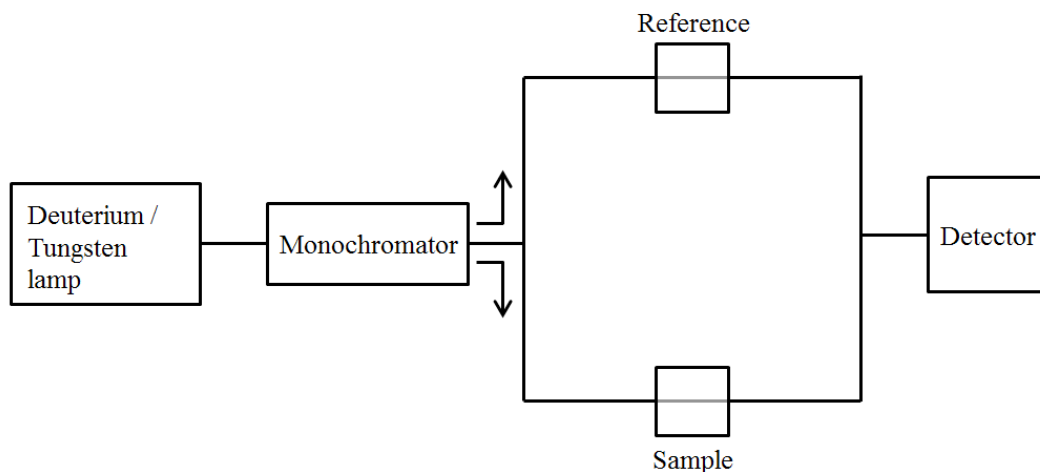 Reference
Deuterium /
Tungsten
lamp
Monochromator
Detector
Sample